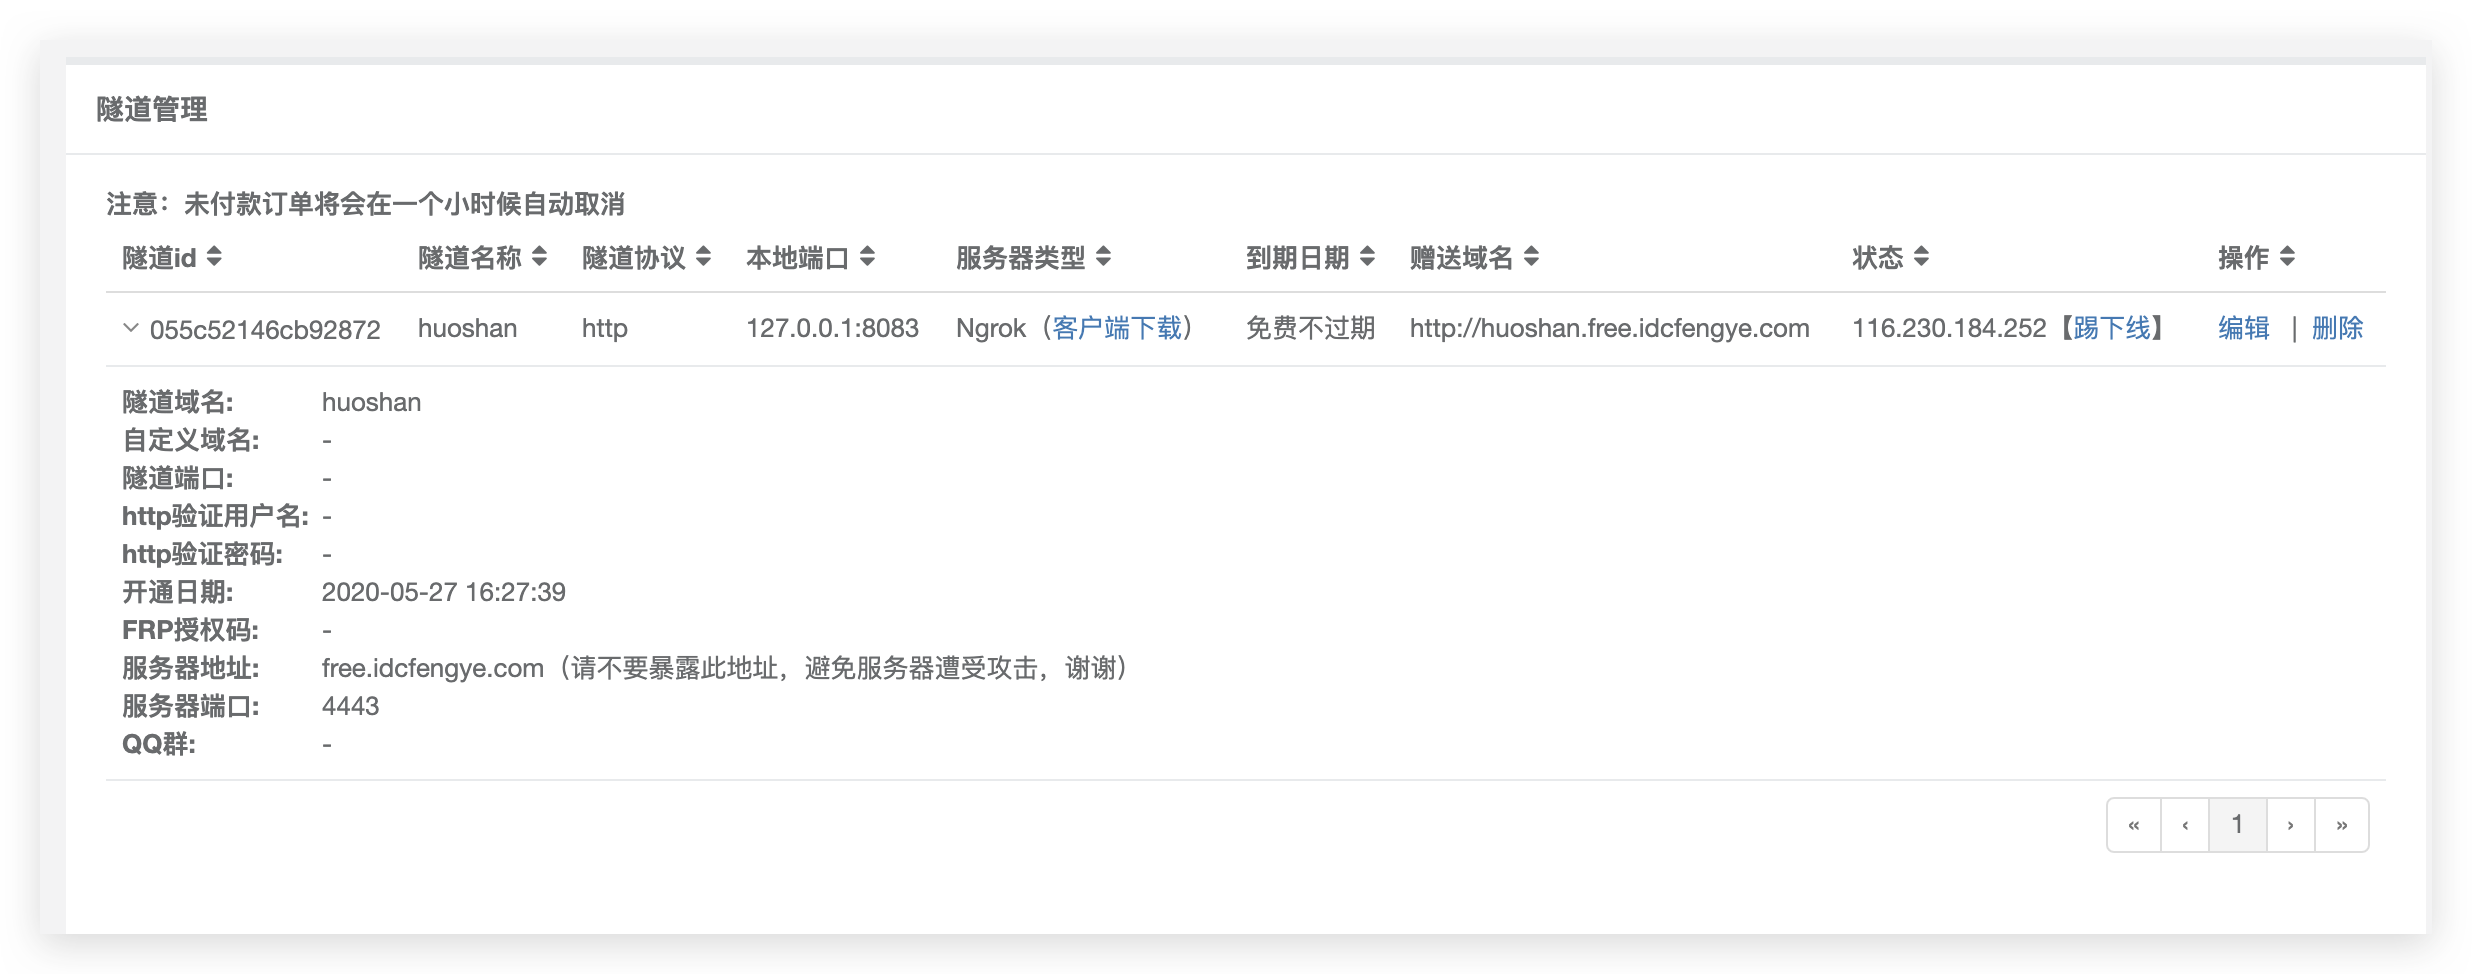 隧道管理
注意：未付款订单将会在一个小时候自动取消
隧道id 隧道名称 隧道协议 本地端口 服务器类型 到期日期 赠送域名 状态 操作
055c52146cb92872 huoshan http 127.0.0.1:8083 Ngrok（客户端下载） 免费不过期 http://huoshan.free.idcfengye.com 116.230.184.252【踢下线】 编辑 | 删除
隧道域名: huoshan
自定义域名: -
隧道端口: -
http验证用户名: -
http验证密码: -
开通日期: 2020-05-27 16:27:39
FRP授权码: -
服务器地址: free.idcfengye.com（请不要暴露此地址，避免服务器遭受攻击，谢谢）
服务器端口: 4443
QQ群: -
« ‹ 1 › »